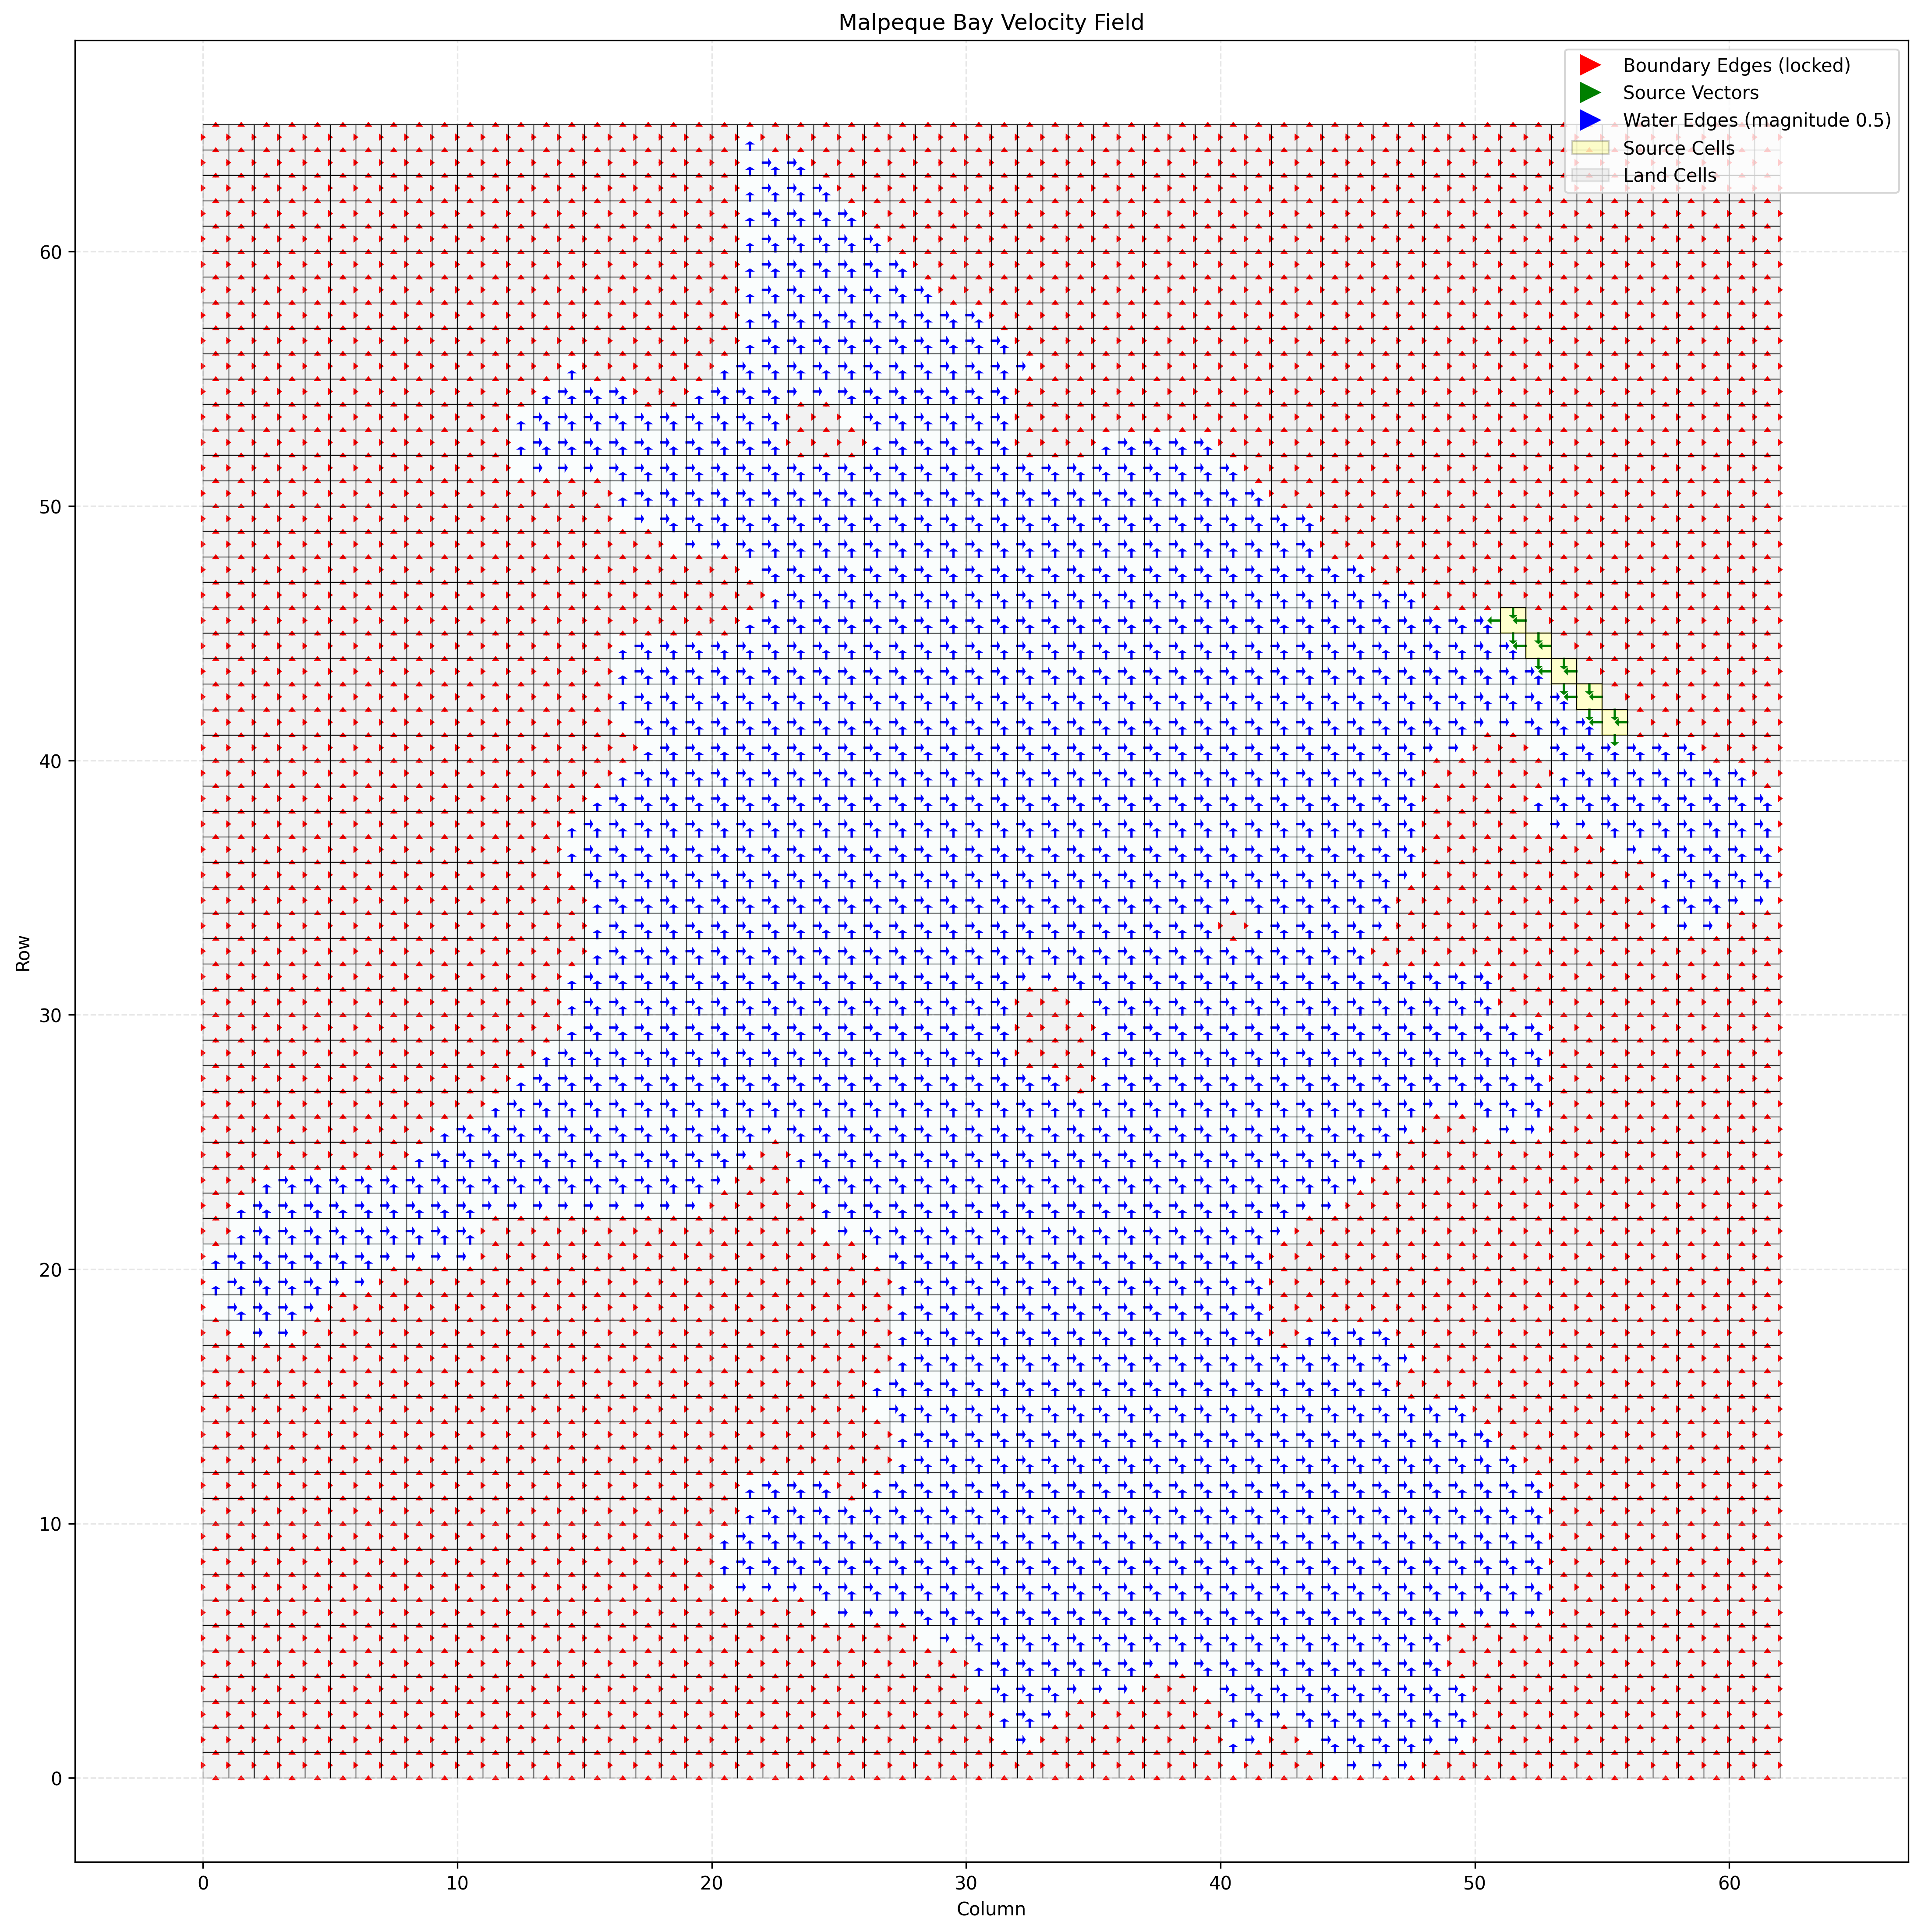 Malpeque Bay Velocity Field
Boundary Edges (locked)
Source Vectors
Water Edges (magnitude 0.5)
Source Cells
Land Cells
60
50
40
30
20
10
0
Row
0 10 20 30 40 50 60
Column